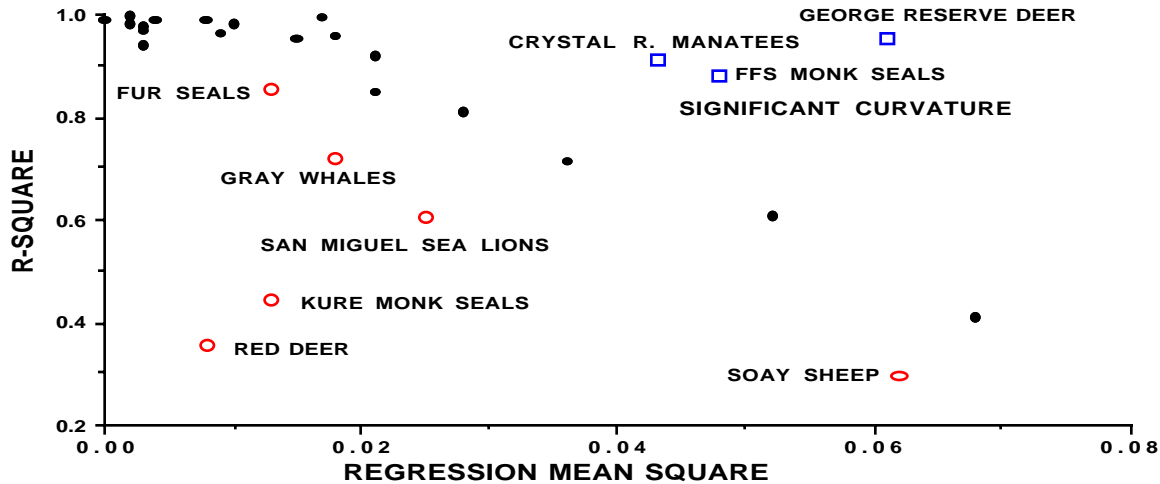 1.0
GEORGE RESERVE DEER
CRYSTAL R. MANATEES
FUR SEALS
FFS MONK SEALS
0.8
SIGNIFICANT CURVATURE
R-SQUARE
GRAY WHALES
0.6
SAN MIGUEL SEA LIONS
KURE MONK SEALS
0.4
RED DEER
SOAY SHEEP
0.2
0.00 0.02 0.04 0.06 0.08
REGRESSION MEAN SQUARE